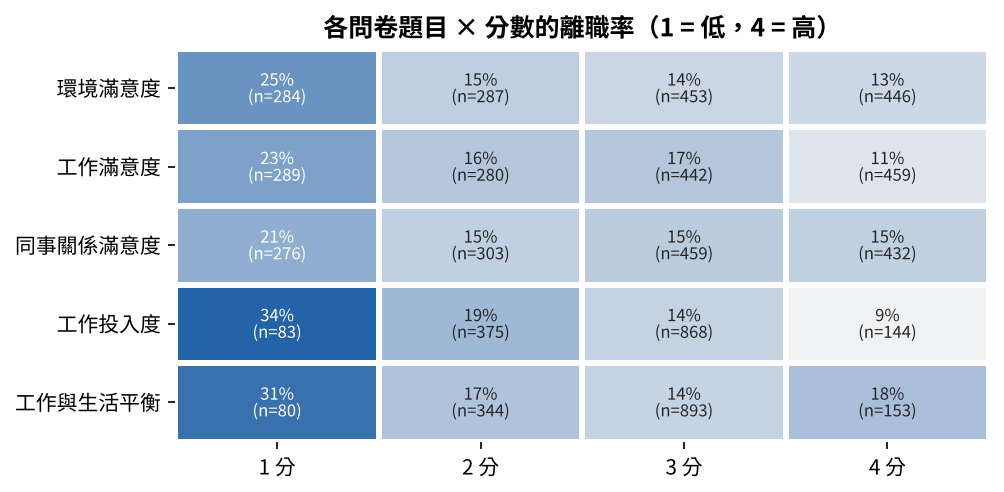 各問卷題目 × 分數的離職率（1 = 低，4 = 高）
環境滿意度
25%
(n=284)
15%
(n=287)
14%
(n=453)
13%
(n=446)
工作滿意度
23%
(n=289)
16%
(n=280)
17%
(n=442)
11%
(n=459)
同事關係滿意度
21%
(n=276)
15%
(n=303)
15%
(n=459)
15%
(n=432)
工作投入度
34%
(n=83)
19%
(n=375)
14%
(n=868)
9%
(n=144)
工作與生活平衡
31%
(n=80)
17%
(n=344)
14%
(n=893)
18%
(n=153)
1 分
2 分
3 分
4 分